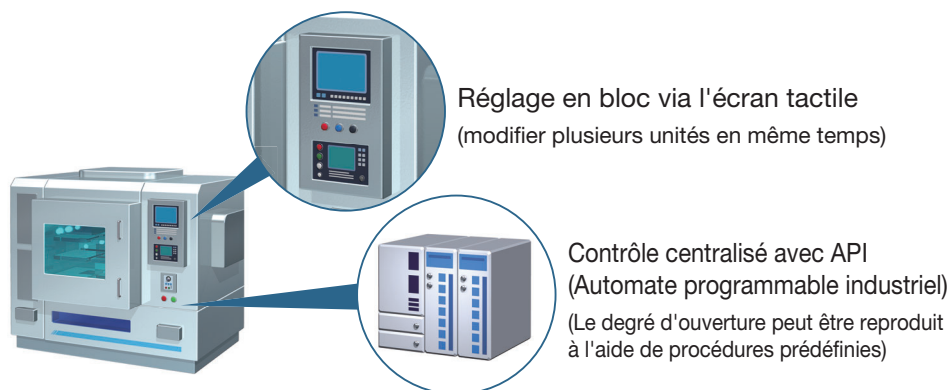 Réglage en bloc via l'écran tactile
(modifier plusieurs unités en même temps)
Contrôle centralisé avec API
(Automate programmable industriel)
(Le degré d'ouverture peut être reproduit
à l'aide de procédures prédéfinies)